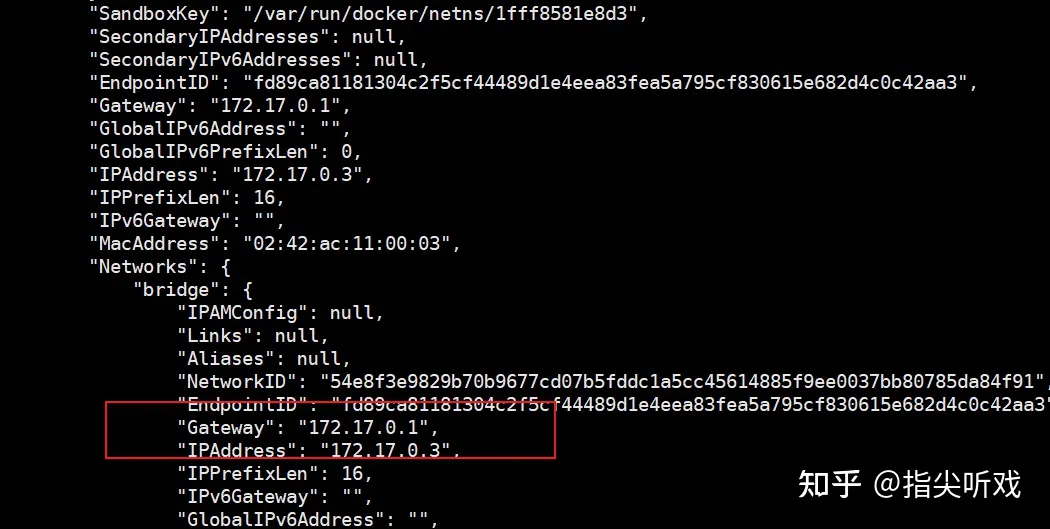 "SandboxKey": "/var/run/docker/netns/1fff8581e8d3",
"SecondaryIPAddresses": null,
"SecondaryIPv6Addresses": null,
"EndpointID": "fd89ca81181304c2f5cf44489d1e4eea83fea5a795cf830615e682d4c0c42aa3",
"Gateway": "172.17.0.1",
"GlobalIPv6Address": "",
"GlobalIPv6PrefixLen": 0,
"IPAddress": "172.17.0.3",
"IPPrefixLen": 16,
"IPv6Gateway": "",
"MacAddress": "02:42:ac:11:00:03",
"Networks": {
"bridge": {
"IPAMConfig": null,
"Links": null,
"Aliases": null,
"NetworkID": "54e8f3e9829b70b9677cd07b5fddc1a5cc45614885f9ee0037bb80785da84f91",
"EndpointID": "fd89ca81181304c2f5cf44489d1e4eea83fea5a795cf830615e682d4c0c42aa3"
"Gateway": "172.17.0.1",
"IPAddress": "172.17.0.3",
"IPPrefixLen": 16,
"IPv6Gateway": "",
"GlobalIPv6Address": "",
知乎 @指尖听戏